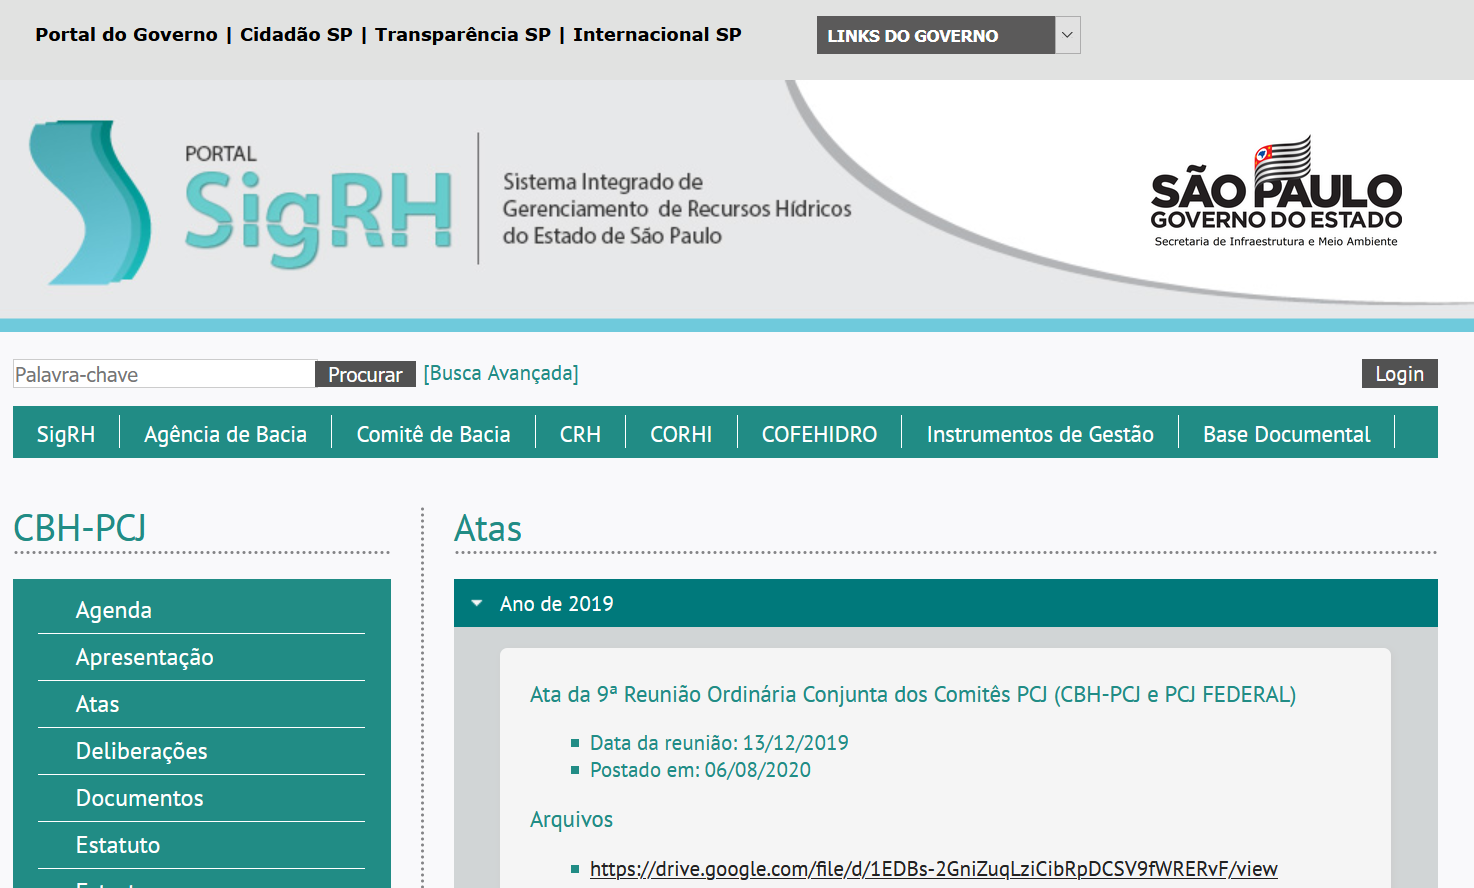 Portal do Governo | Cidadão SP | Transparência SP | Internacional SP
LINKS DO GOVERNO
PORTAL
SigRH
Sistema Integrado de
Gerenciamento de Recursos Hídricos
do Estado de São Paulo
SÃO PAULO
GOVERNO DO ESTADO
Secretaria de Infraestrutura e Meio Ambiente
Palavra-chave Procurar [Busca Avançada] Login
SigRH Agência de Bacia Comitê de Bacia CRH CORHI COFEHIDRO Instrumentos de Gestão Base Documental
CBH-PCJ
Agenda
Apresentação
Atas
Deliberações
Documentos
Estatuto
Atas
Ano de 2019
Ata da 9ª Reunião Ordinária Conjunta dos Comitês PCJ (CBH-PCJ e PCJ FEDERAL)
Data da reunião: 13/12/2019
Postado em: 06/08/2020
Arquivos
https://drive.google.com/file/d/1EDBs-2GniZuqLziCibRpDCSV9fWRERvF/view